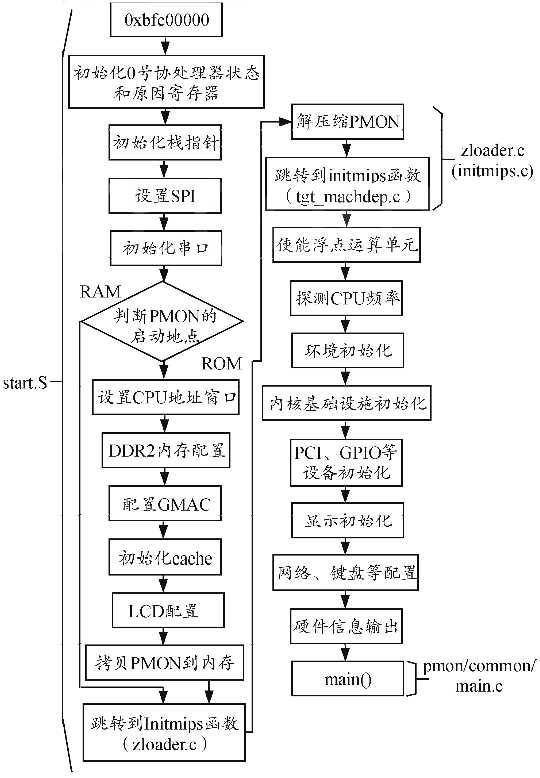 0xbfc00000
初始化0号协处理器状态
和原因寄存器
初始化栈指针
设置SPI
初始化串口
RAM
判断PMON的
启动地点
ROM
start.S
设置CPU地址窗口
DDR2内存配置
配置GMAC
初始化cache
LCD配置
拷贝PMON到内存
跳转到Initmips函数
(zloader.c)
解压缩PMON
跳转到initmips函数
(tgt_machdep.c)
zloader.c
(initmips.c)
使能浮点运算单元
探测CPU频率
环境初始化
内核基础设施初始化
PCI、GPIO等
设备初始化
显示初始化
网络、键盘等配置
硬件信息输出
main()
pmon/common/
main.c